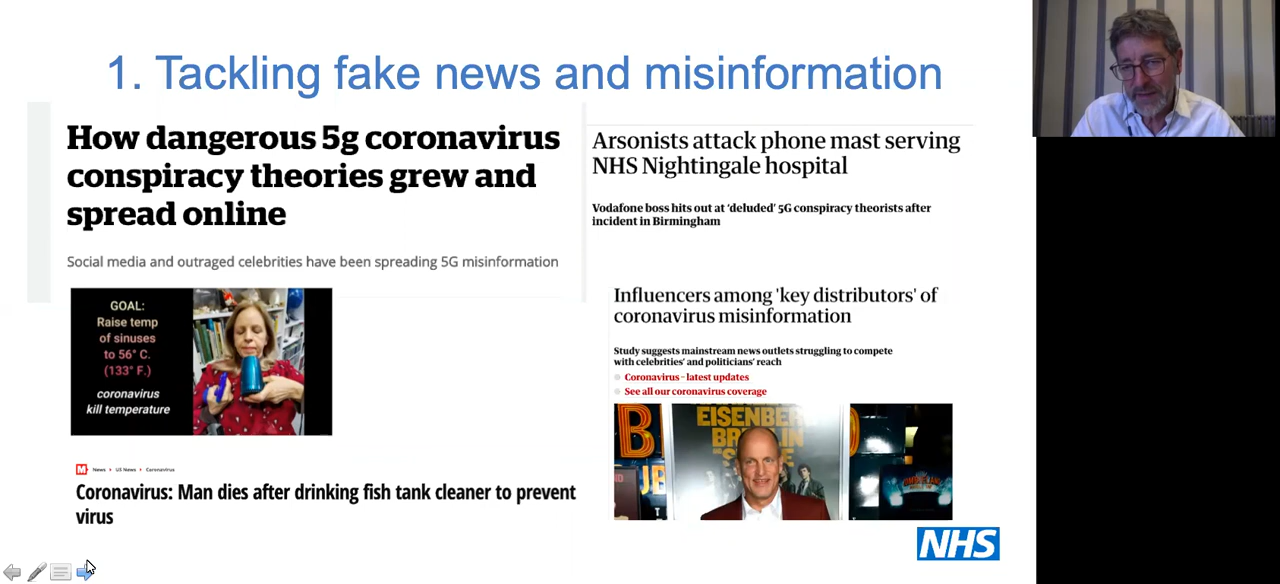 1. Tackling fake news and misinformation
How dangerous 5g coronavirus
conspiracy theories grew and
spread online
Social media and outraged celebrities have been spreading 5G misinformation
Arsonists attack phone mast serving
NHS Nightingale hospital
Vodafone boss hits out at ‘deluded’ 5G conspiracy theorists after
incident in Birmingham
GOAL:
Raise temp
of sinuses
to 56° C.
(133° F.)
coronavirus
kill temperature
Influencers among 'key distributors' of
coronavirus misinformation
Study suggests mainstream news outlets struggling to compete
with celebrities’ and politicians’ reach
Coronavirus – latest updates
See all our coronavirus coverage
EISENBERG
M News › US News › Coronavirus
Coronavirus: Man dies after drinking fish tank cleaner to prevent
virus
NHS